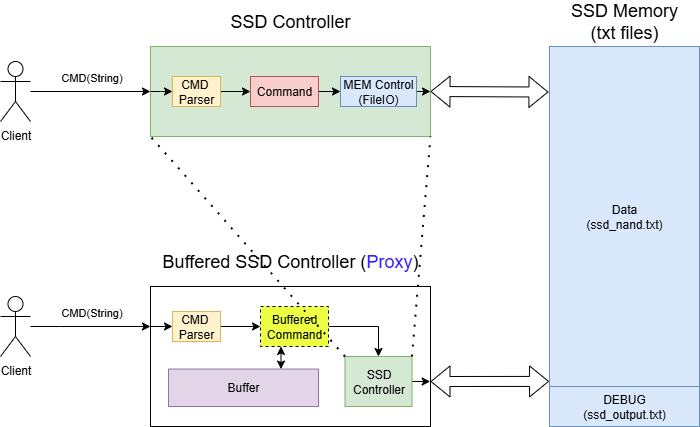 SSD Controller
SSD Memory
(txt files)
CMD(String)
CMD
Parser
Command
MEM Control
(FileIO)
Client
Data
(ssd_nand.txt)
Buffered SSD Controller (Proxy)
CMD(String)
CMD
Parser
Buffered
Command
Client
Buffer
SSD
Controller
DEBUG
(ssd_output.txt)